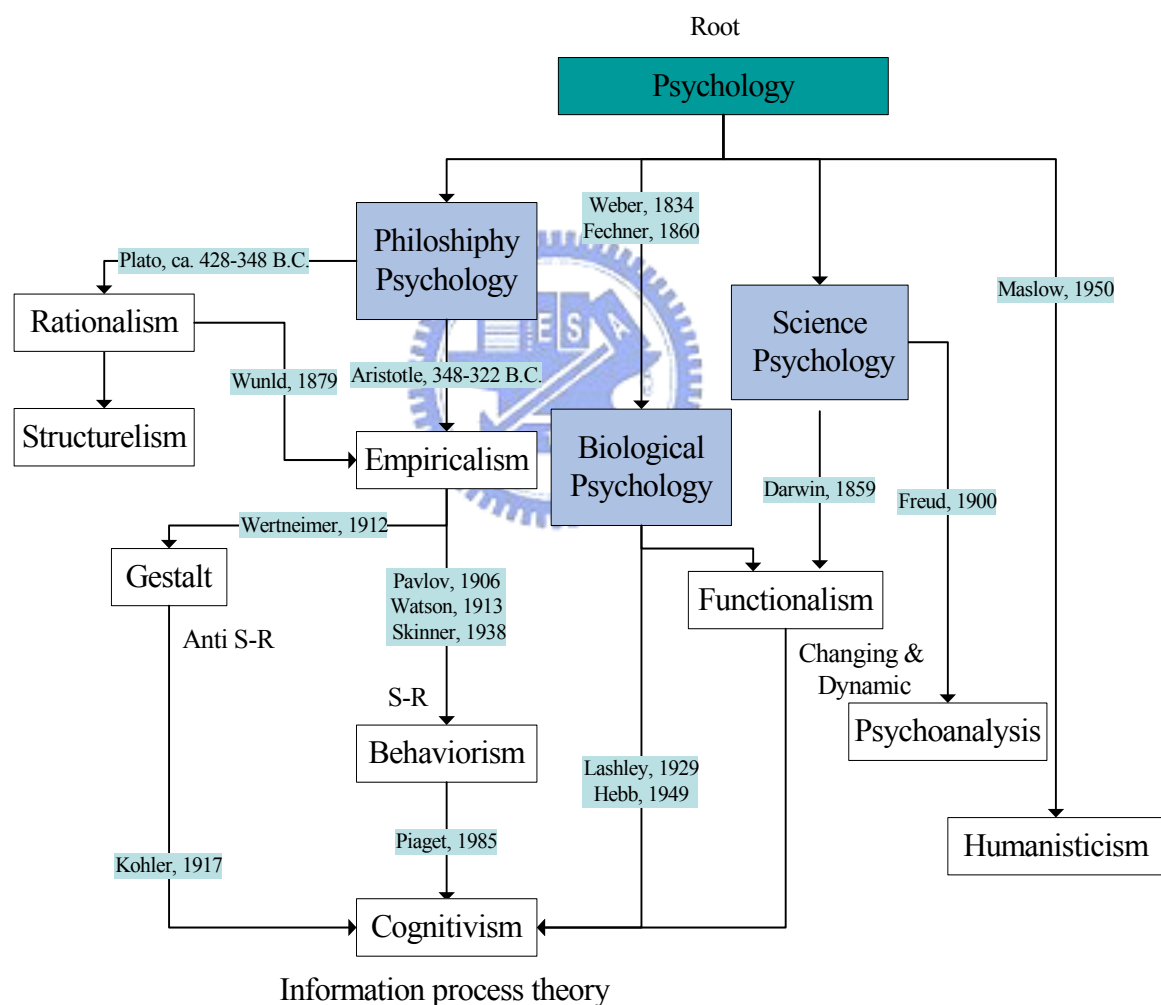 Root
Psychology
Weber, 1834
Fechner, 1860
Philoshiphy
Psychology
Plato, ca. 428-348 B.C.
Maslow, 1950
Rationalism
Science
Psychology
E S A
Wunld, 1879
Aristotle, 348-322 B.C.
Structurelism
Empiricalism
Biological
Psychology
Darwin, 1859
Freud, 1900
Wertneimer, 1912
Gestalt
Pavlov, 1906
Watson, 1913
Skinner, 1938
Functionalism
Anti S-R
Changing &
Dynamic
S-R
Psychoanalysis
Behaviorism
Lashley, 1929
Hebb, 1949
Piaget, 1985
Humanisticism
Kohler, 1917
Cognitivism
Information process theory